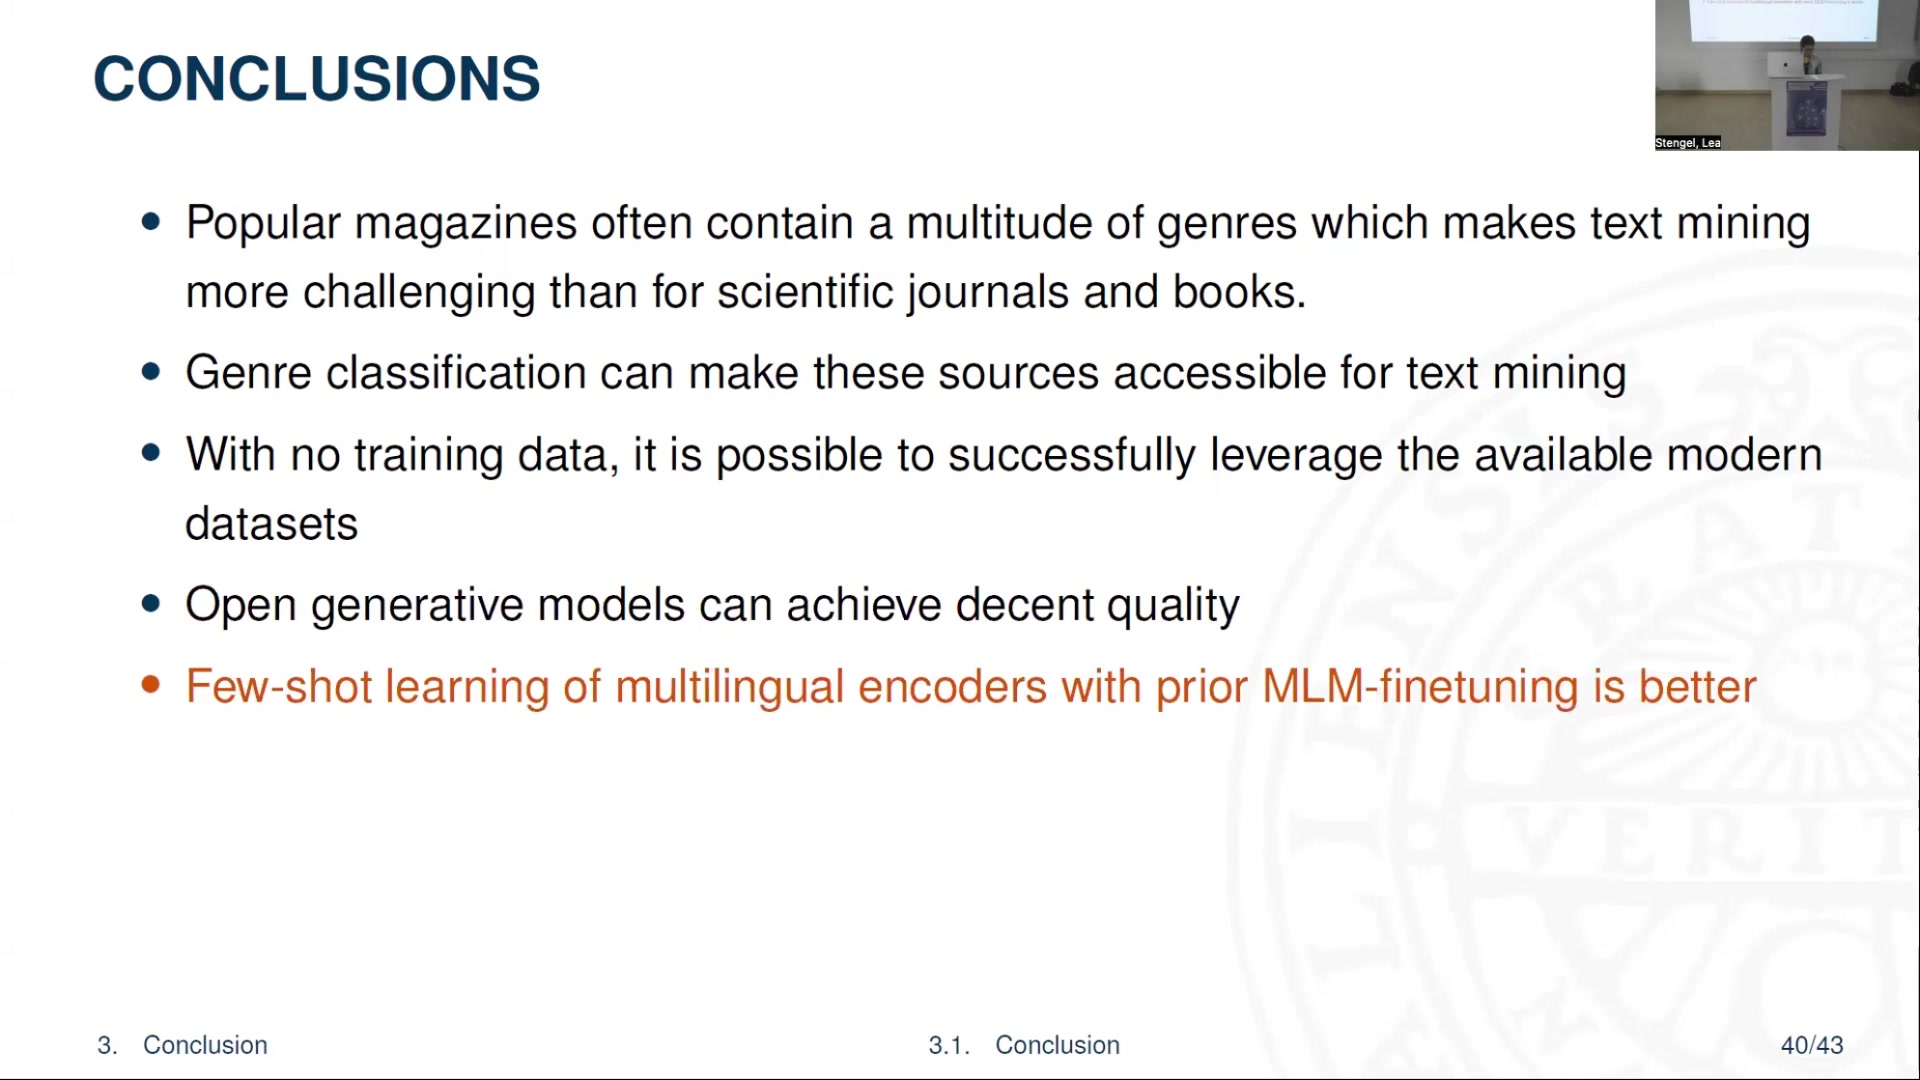 CONCLUSIONS
Stengel, Lea
• Popular magazines often contain a multitude of genres which makes text mining
more challenging than for scientific journals and books.
• Genre classification can make these sources accessible for text mining
• With no training data, it is possible to successfully leverage the available modern
datasets
• Open generative models can achieve decent quality
• Few-shot learning of multilingual encoders with prior MLM-finetuning is better
3. Conclusion
3.1. Conclusion
40/43